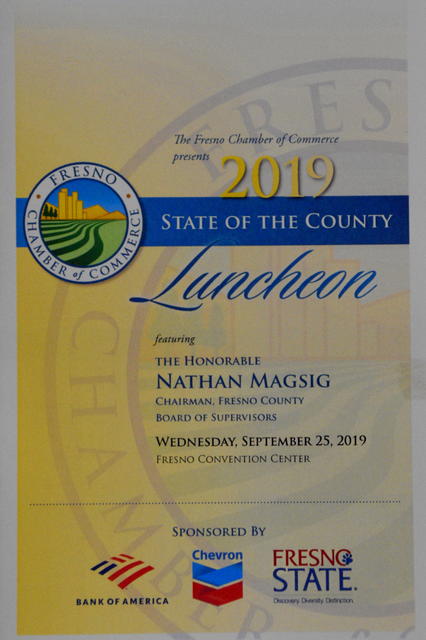 The Fresno Chamber of Commerce
presents
2019
FRESNO
CHAMBER of COMMERCE
STATE OF THE COUNTY
Luncheon
featuring
THE HONORABLE
NATHAN MAGSIG
CHAIRMAN, FRESNO COUNTY
BOARD OF SUPERVISORS
WEDNESDAY, SEPTEMBER 25, 2019
FRESNO CONVENTION CENTER
SPONSORED BY
BANK OF AMERICA
Chevron
FRESNO
STATE.
Discovery. Diversity. Distinction.